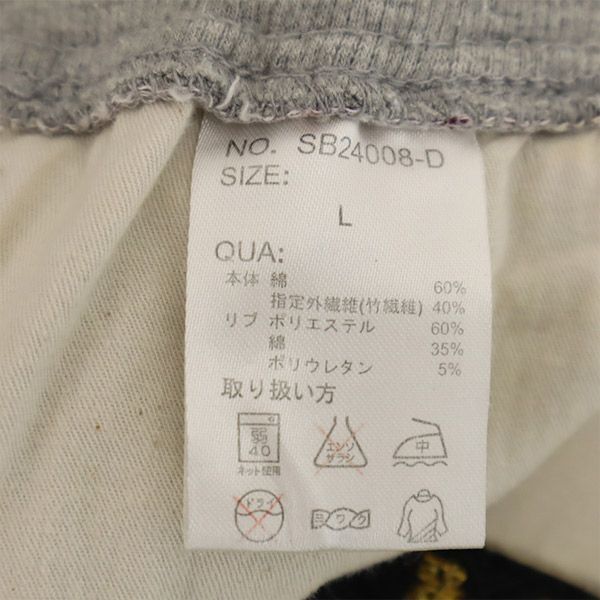 NO. SB24008-D
SIZE:
L
QUA:
本体 綿 60%
指定外繊維(竹繊維) 40%
リブ ポリエステル 60%
綿 35%
ポリウレタン 5%
取り扱い方
弱
40
ネット使用
エンソ
サラシ
中
ドライ
ヨワク